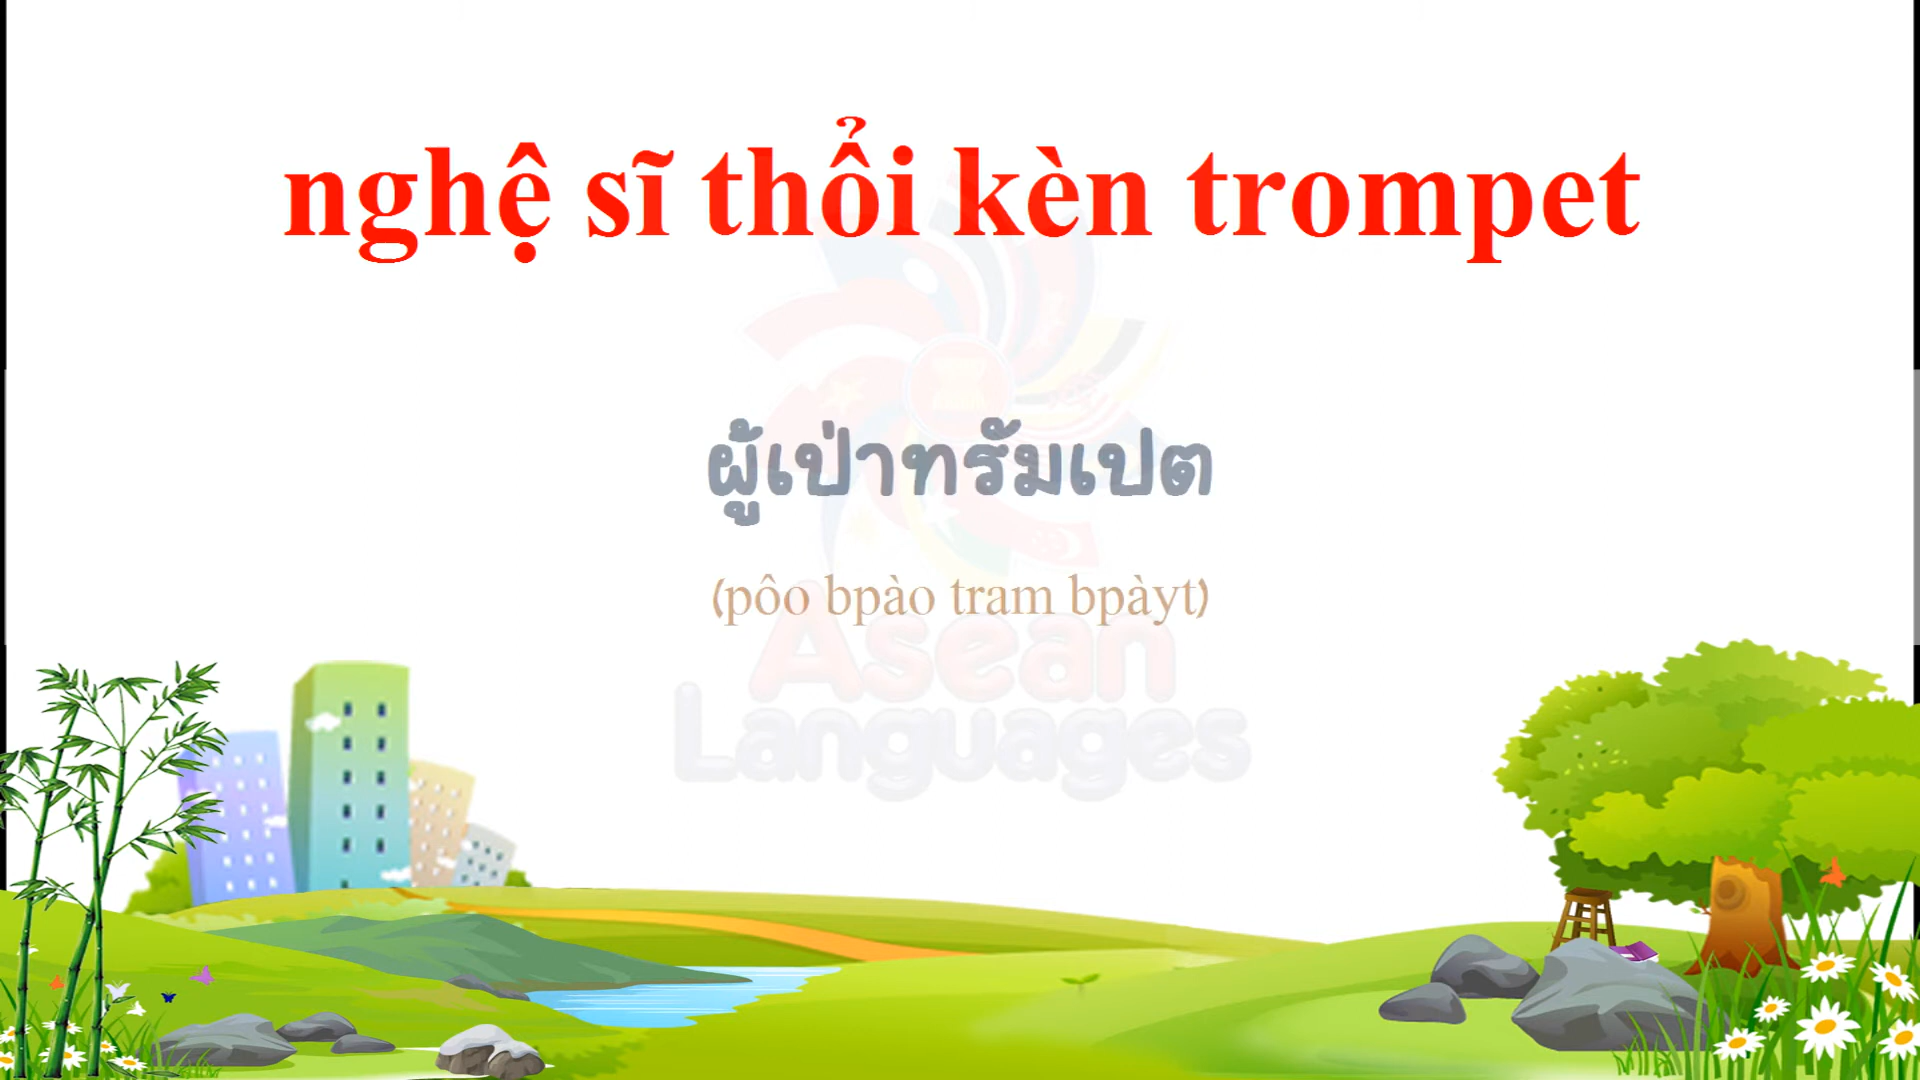 nghệ sĩ thổi kèn trompet
ผู้เป่าทรัมเปต
(pôo bpào tram bpàyt)
Asean
Languages